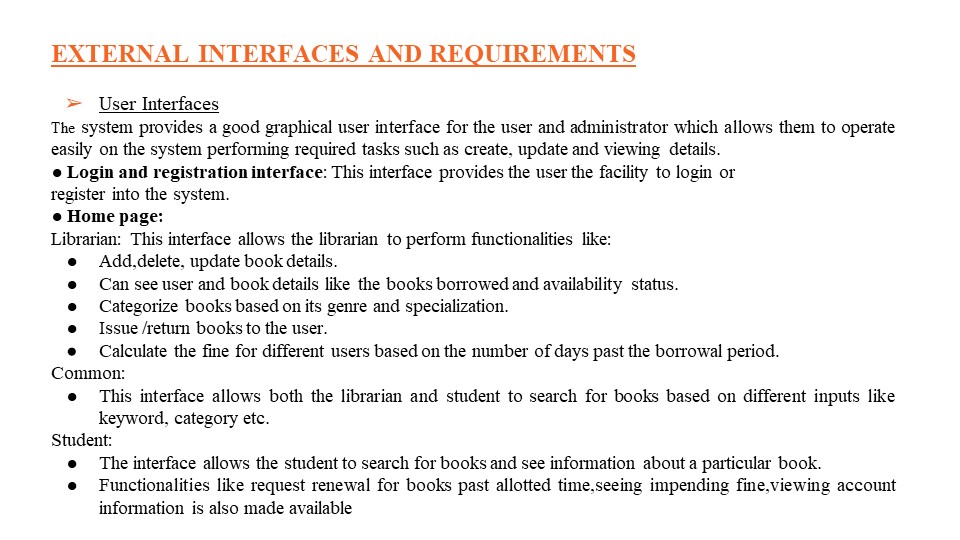 EXTERNAL INTERFACES AND REQUIREMENTS
➢ User Interfaces
The system provides a good graphical user interface for the user and administrator which allows them to operate
easily on the system performing required tasks such as create, update and viewing details.
● Login and registration interface: This interface provides the user the facility to login or
register into the system.
● Home page:
Librarian: This interface allows the librarian to perform functionalities like:
● Add,delete, update book details.
● Can see user and book details like the books borrowed and availability status.
● Categorize books based on its genre and specialization.
● Issue /return books to the user.
● Calculate the fine for different users based on the number of days past the borrowal period.
Common:
● This interface allows both the librarian and student to search for books based on different inputs like
keyword, category etc.
Student:
● The interface allows the student to search for books and see information about a particular book.
● Functionalities like request renewal for books past allotted time,seeing impending fine,viewing account
information is also made available